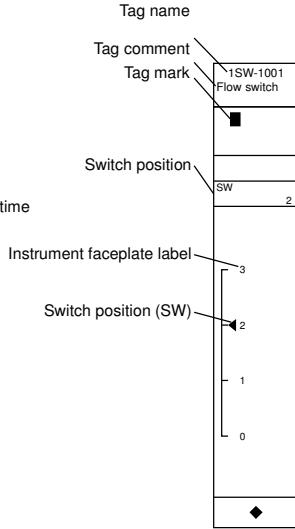 Tag name
Tag comment
1SW-1001
Tag mark
Flow switch
Switch position
SW
2
time
Instrument faceplate label
3
Switch position (SW)
2
1
0